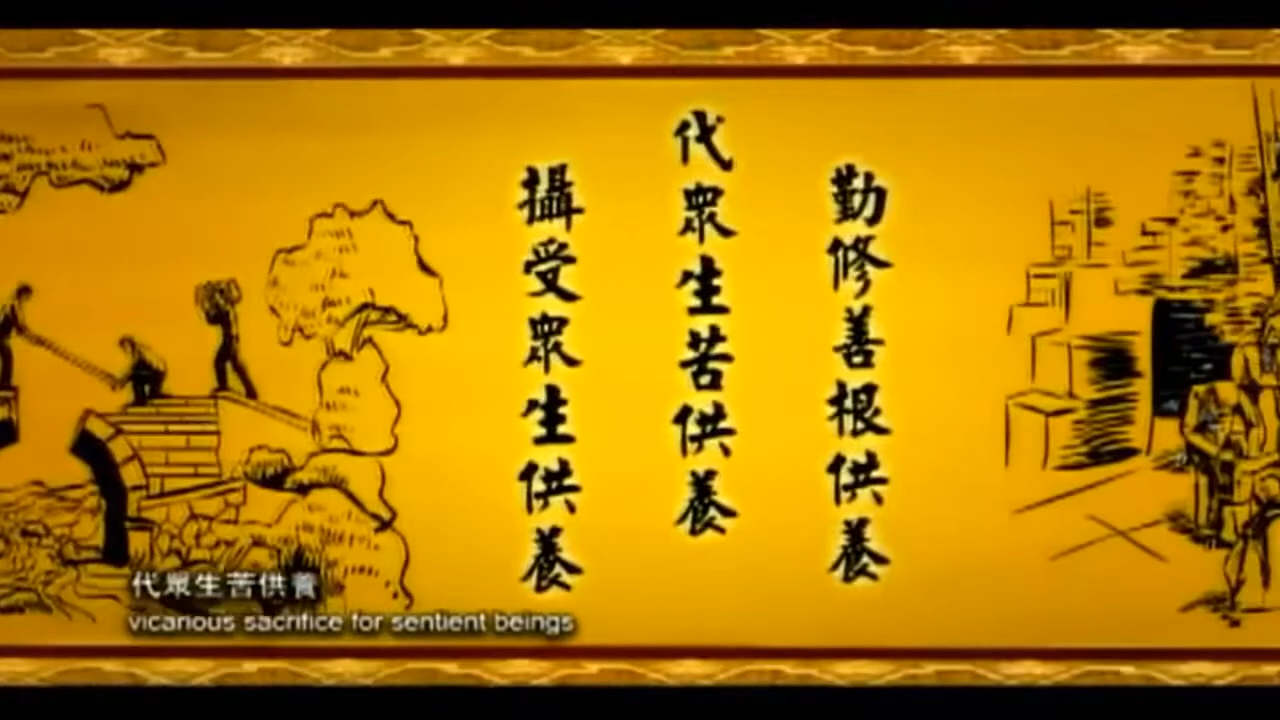 勤修善根供養
代眾生苦供養
攝受眾生供養
代眾生苦供養
vicarious sacrifice for sentient beings